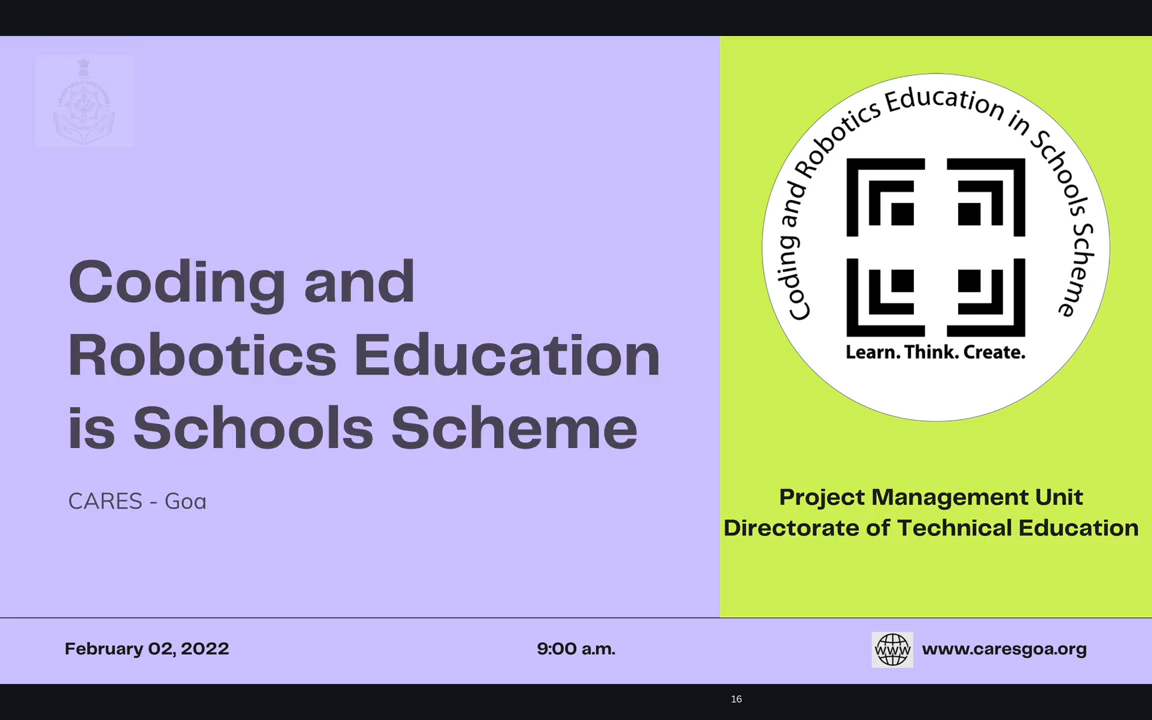 Coding and
Robotics Education
is Schools Scheme
CARES - Goa
Coding and Robotics Education in Schools Scheme
Learn. Think. Create.
Project Management Unit
Directorate of Technical Education
February 02, 2022
9:00 a.m.
WWW
www.caresgoa.org
16